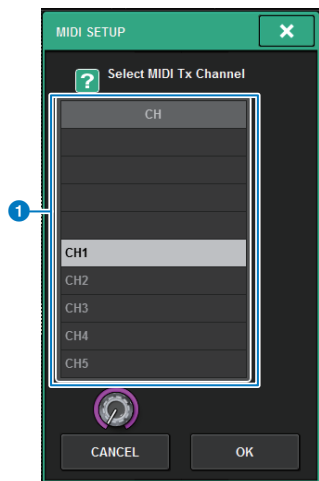 MIDI SETUP
Select MIDI Tx Channel
CH
1
CH1
CH2
CH3
CH4
CH5
CANCEL
OK